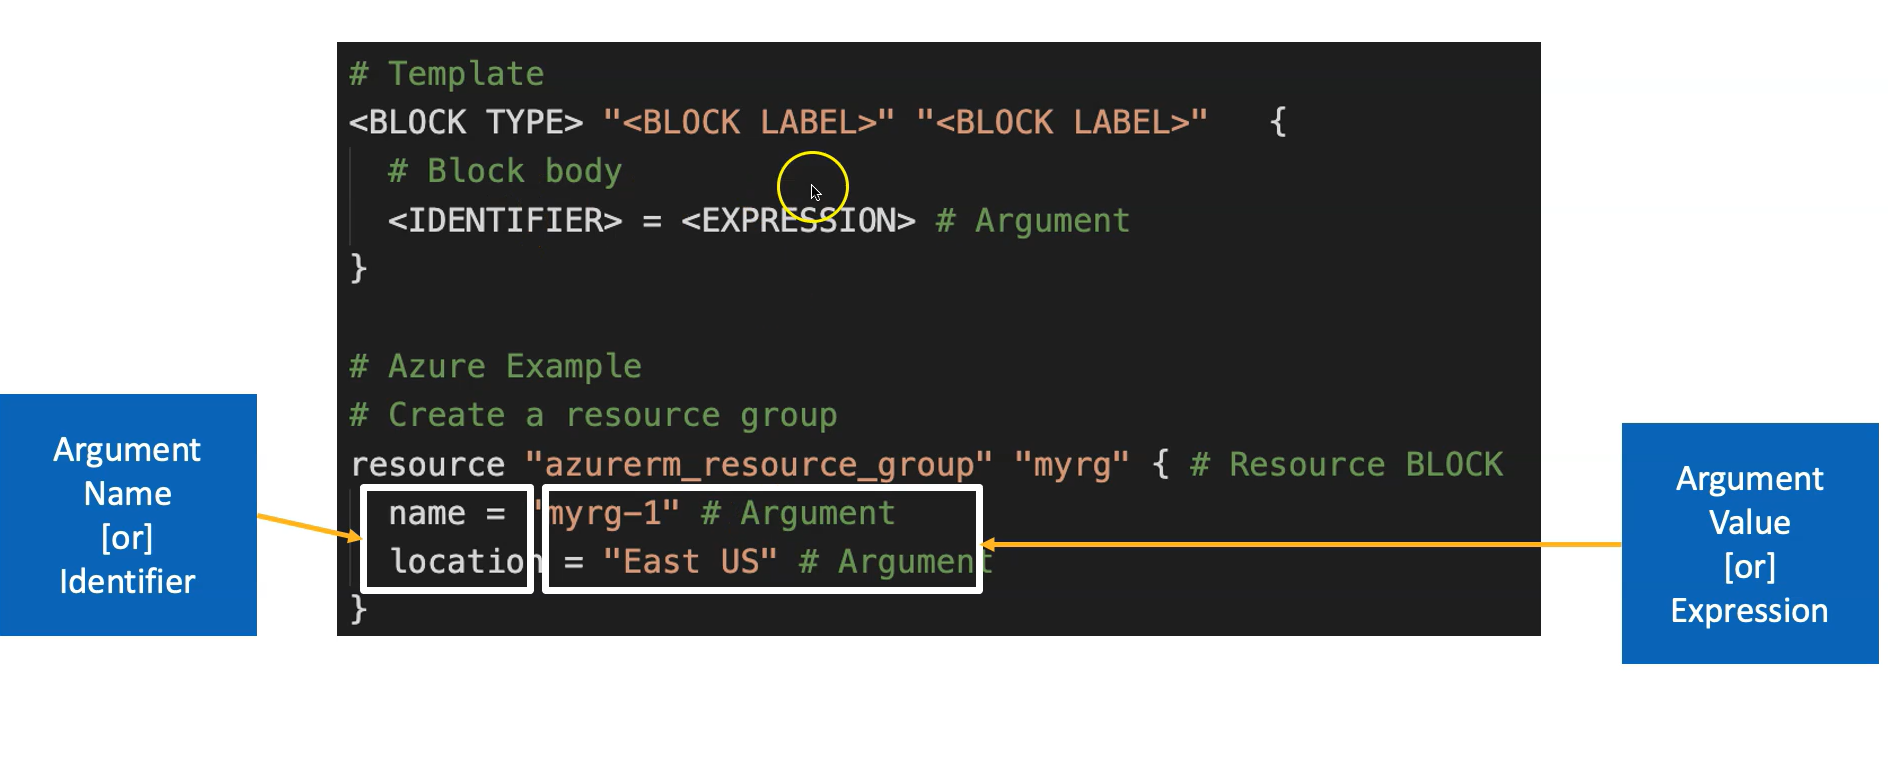 # Template
<BLOCK TYPE> "<BLOCK LABEL>" "<BLOCK LABEL>" {
# Block body
<IDENTIFIER> = <EXPRESSION> # Argument
}
# Azure Example
# Create a resource group
resource "azurerm_resource_group" "myrg" { # Resource BLOCK
name = "myrg-1" # Argument
location = "East US" # Argument
}
Argument
Name
[or]
Identifier
Argument
Value
[or]
Expression